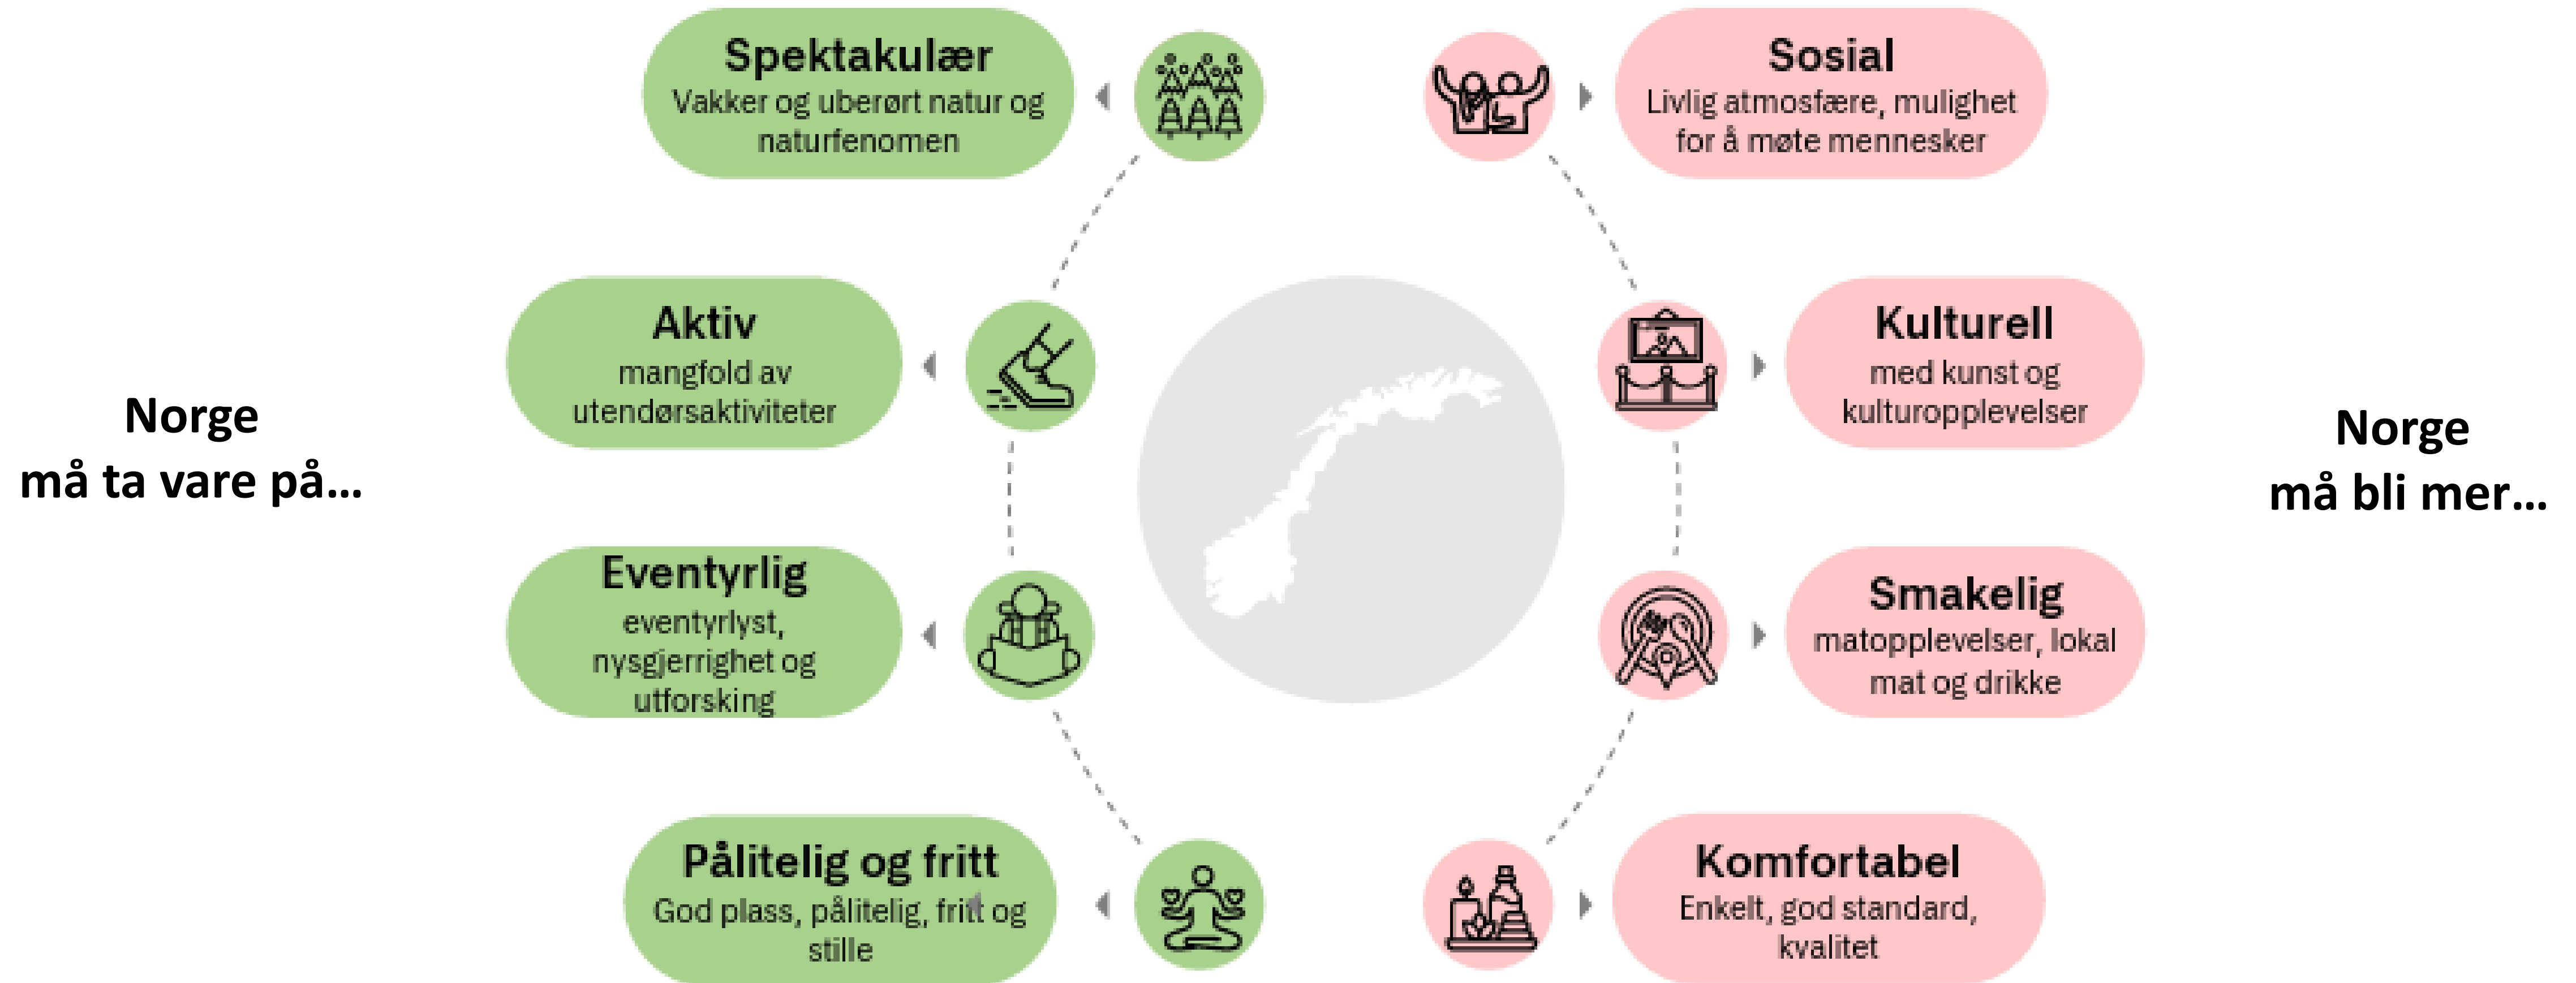 Norge
må ta vare på...
Spektakulær
Vakker og uberørt natur og
naturfenomen
Aktiv
mangfold av
utendørsaktiviteter
Eventyrlig
eventyrlyst,
nysgjerrighet og
utforsking
Pålitelig og fritt
God plass, pålitelig, fritt og
stille
Sosial
Livlig atmosfære, mulighet
for å møte mennesker
Kulturell
med kunst og
kulturopplevelser
Smakelig
matopplevelser, lokal
mat og drikke
Komfortabel
Enkelt, god standard,
kvalitet
Norge
må bli mer...